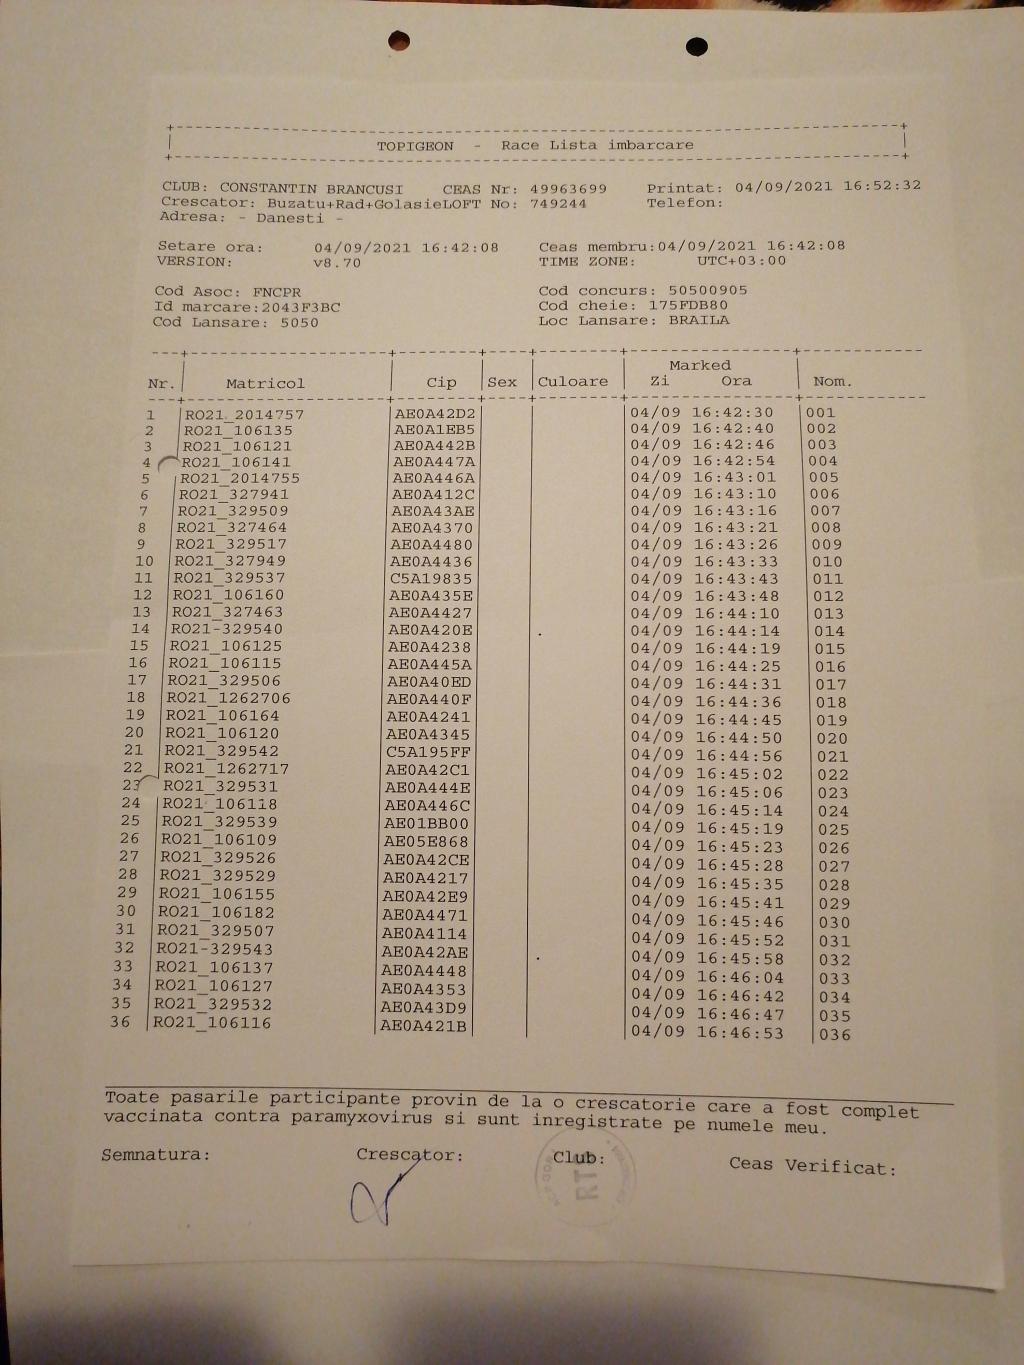 TOPIGEON - Race Lista imbarcare
CLUB: CONSTANTIN BRANCUSI CEAS Nr: 49963699 Printat: 04/09/2021 16:52:32
Crescator: Buzatu+Rad+GolasieLOFT No: 749244 Telefon:
Adresa: - Danesti -
Setare ora: 04/09/2021 16:42:08 Ceas membru:04/09/2021 16:42:08
VERSION: v8.70 TIME ZONE: UTC+03:00
Cod Asoc: FNCPR Cod concurs: 50500905
Id marcare:2043F3BC Cod cheie: 175FDB80
Cod Lansare: 5050 Loc Lansare: BRAILA
Marked
Nr. Matricol Cip Sex Culoare Zi Ora Nom.
1 RO21_2014757 AE0A42D2 04/09 16:42:30 001
2 RO21_106135 AE0A1EB5 04/09 16:42:40 002
3 RO21_106121 AE0A442B 04/09 16:42:46 003
4 RO21_106141 AE0A447A 04/09 16:42:54 004
5 RO21_2014755 AE0A446A 04/09 16:43:01 005
6 RO21_327941 AE0A412C 04/09 16:43:10 006
7 RO21_329509 AE0A43AE 04/09 16:43:16 007
8 RO21_327464 AE0A4370 04/09 16:43:21 008
9 RO21_329517 AE0A4480 04/09 16:43:26 009
10 RO21_327949 AE0A4436 04/09 16:43:33 010
11 RO21_329537 C5A19835 04/09 16:43:43 011
12 RO21_106160 AE0A435E 04/09 16:43:48 012
13 RO21_327463 AE0A4427 04/09 16:44:10 013
14 RO21-329540 AE0A420E 04/09 16:44:14 014
15 RO21_106125 AE0A4238 04/09 16:44:19 015
16 RO21_106115 AE0A445A 04/09 16:44:25 016
17 RO21_329506 AE0A40ED 04/09 16:44:31 017
18 RO21_1262706 AE0A440F 04/09 16:44:36 018
19 RO21_106164 AE0A4241 04/09 16:44:45 019
20 RO21_106120 AE0A4345 04/09 16:44:50 020
21 RO21_329542 C5A195FF 04/09 16:44:56 021
22 RO21_1262717 AE0A42C1 04/09 16:45:02 022
23 RO21_329531 AE0A444E 04/09 16:45:06 023
24 RO21_106118 AE0A446C 04/09 16:45:14 024
25 RO21_329539 AE01BB00 04/09 16:45:19 025
26 RO21_106109 AE05E868 04/09 16:45:23 026
27 RO21_329526 AE0A42CE 04/09 16:45:28 027
28 RO21_329529 AE0A4217 04/09 16:45:35 028
29 RO21_106155 AE0A42E9 04/09 16:45:41 029
30 RO21_106182 AE0A4471 04/09 16:45:46 030
31 RO21_329507 AE0A4114 04/09 16:45:52 031
32 RO21-329543 AE0A42AE 04/09 16:45:58 032
33 RO21_106137 AE0A4448 04/09 16:46:04 033
34 RO21_106127 AE0A4353 04/09 16:46:42 034
35 RO21_329532 AE0A43D9 04/09 16:46:47 035
36 RO21_106116 AE0A421B 04/09 16:46:53 036
Toate pasarile participante provin de la o crescatorie care a fost complet
vaccinata contra paramyxovirus si sunt inregistrate pe numele meu.
Semnatura: Crescator: Club: Ceas Verificat: